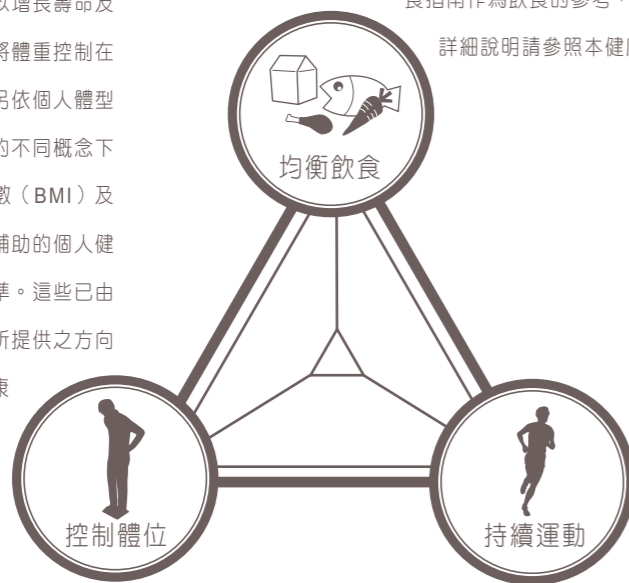 以增長壽命及
將體重控制在
另依個人體型
的不同概念下
數（BMI）及
輔助的個人健
準。這些已由
所提供之方向
康
食指南作為飲食的參考，
詳細說明請參照本健
均衡飲食
控制體位
持續運動